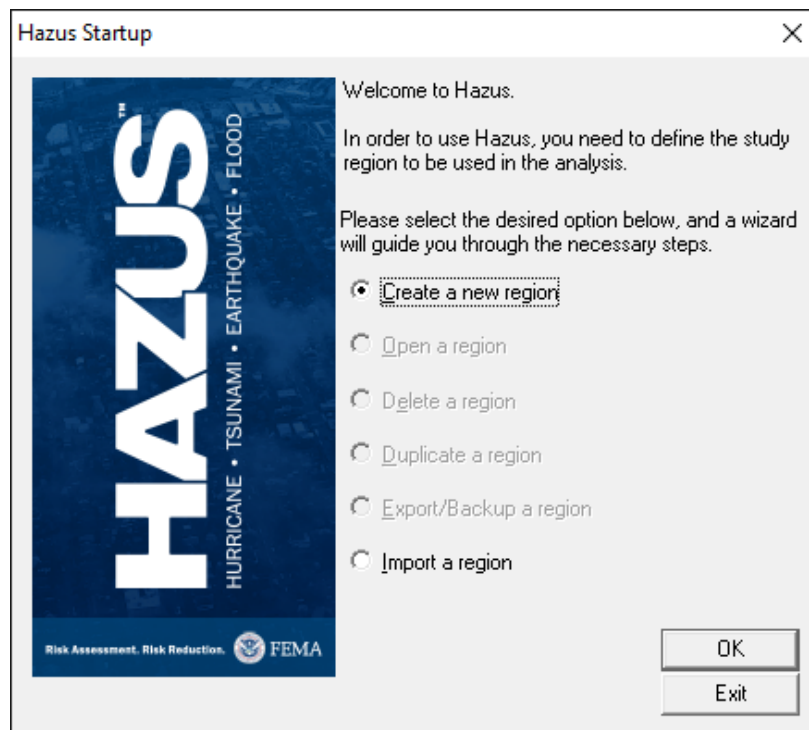 Hazus Startup
HAZUS™
HURRICANE • TSUNAMI • EARTHQUAKE • FLOOD
Risk Assessment. Risk Reduction. FEMA
Welcome to Hazus.
In order to use Hazus, you need to define the study
region to be used in the analysis.
Please select the desired option below, and a wizard
will guide you through the necessary steps.
Create a new region
Open a region
Delete a region
Duplicate a region
Export/Backup a region
Import a region
OK
Exit